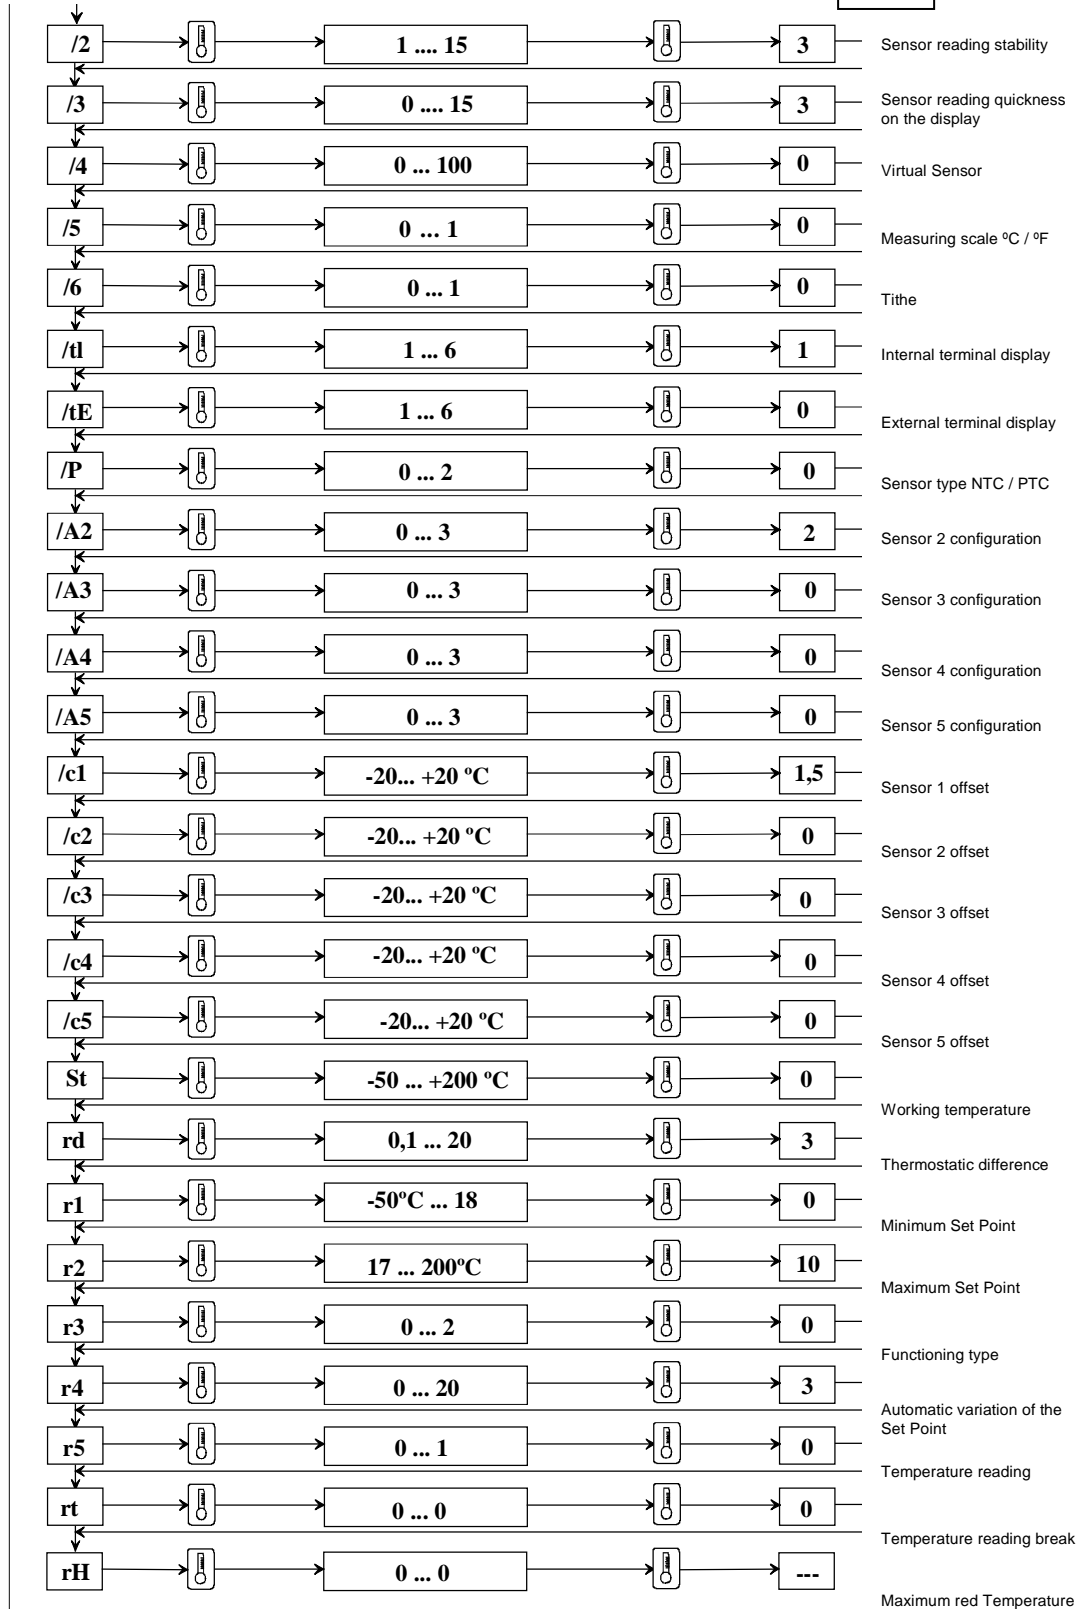 /2 1 .... 15 3 Sensor reading stability
/3 0 .... 15 3 Sensor reading quickness
on the display
/4 0 ... 100 0 Virtual Sensor
/5 0 ... 1 0 Measuring scale ºC / ºF
/6 0 ... 1 0 Tithe
/tl 1 ... 6 1 Internal terminal display
/tE 1 ... 6 0 External terminal display
/P 0 ... 2 0 Sensor type NTC / PTC
/A2 0 ... 3 2 Sensor 2 configuration
/A3 0 ... 3 0 Sensor 3 configuration
/A4 0 ... 3 0 Sensor 4 configuration
/A5 0 ... 3 0 Sensor 5 configuration
/c1 -20... +20 ºC 1,5 Sensor 1 offset
/c2 -20... +20 ºC 0 Sensor 2 offset
/c3 -20... +20 ºC 0 Sensor 3 offset
/c4 -20... +20 ºC 0 Sensor 4 offset
/c5 -20... +20 ºC 0 Sensor 5 offset
St -50 ... +200 ºC 0 Working temperature
rd 0,1 ... 20 3 Thermostatic difference
r1 -50ºC ... 18 0 Minimum Set Point
r2 17 ... 200ºC 10 Maximum Set Point
r3 0 ... 2 0 Functioning type
r4 0 ... 20 3 Automatic variation of the
Set Point
r5 0 ... 1 0 Temperature reading
rt 0 ... 0 0 Temperature reading break
rH 0 ... 0 --- Maximum red Temperature